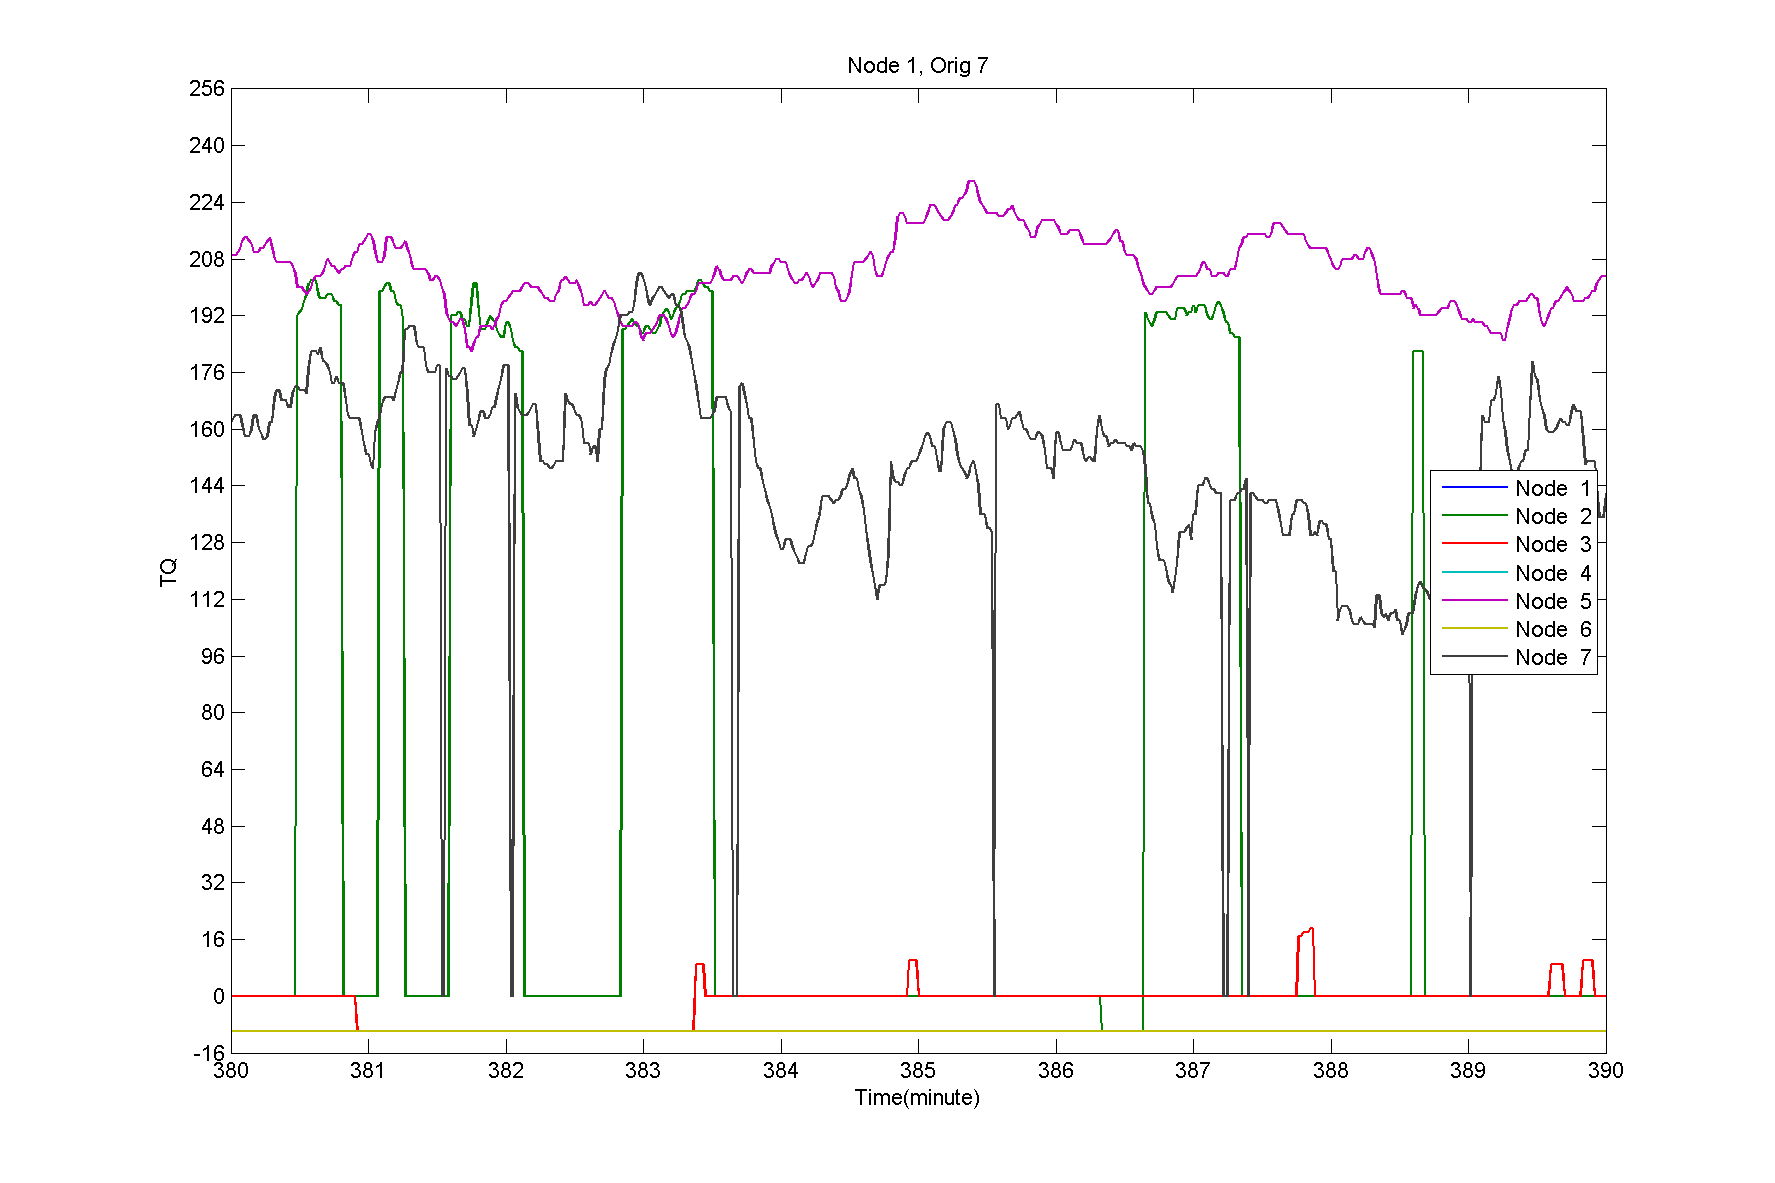 Node 1, Orig 7
256
240
224
208
192
176
160
144
128
112
96
80
64
48
32
16
0
-16
TQ
380 381 382 383 384 385 386 387 388 389 390
Time(minute)
Node 1
Node 2
Node 3
Node 4
Node 5
Node 6
Node 7